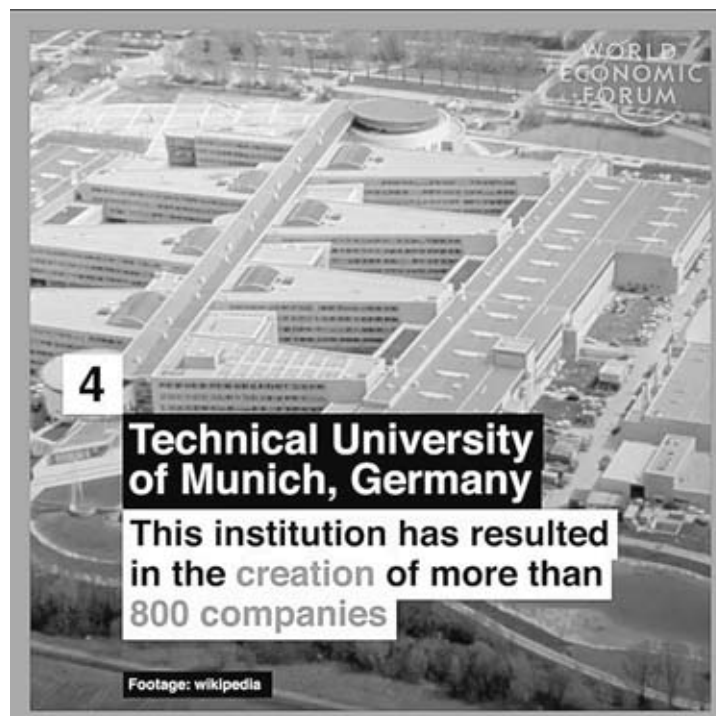 WORLD
ECONOMIC
FORUM
4
Technical University
of Munich, Germany
This institution has resulted
in the creation of more than
800 companies
Footage: wikipedia